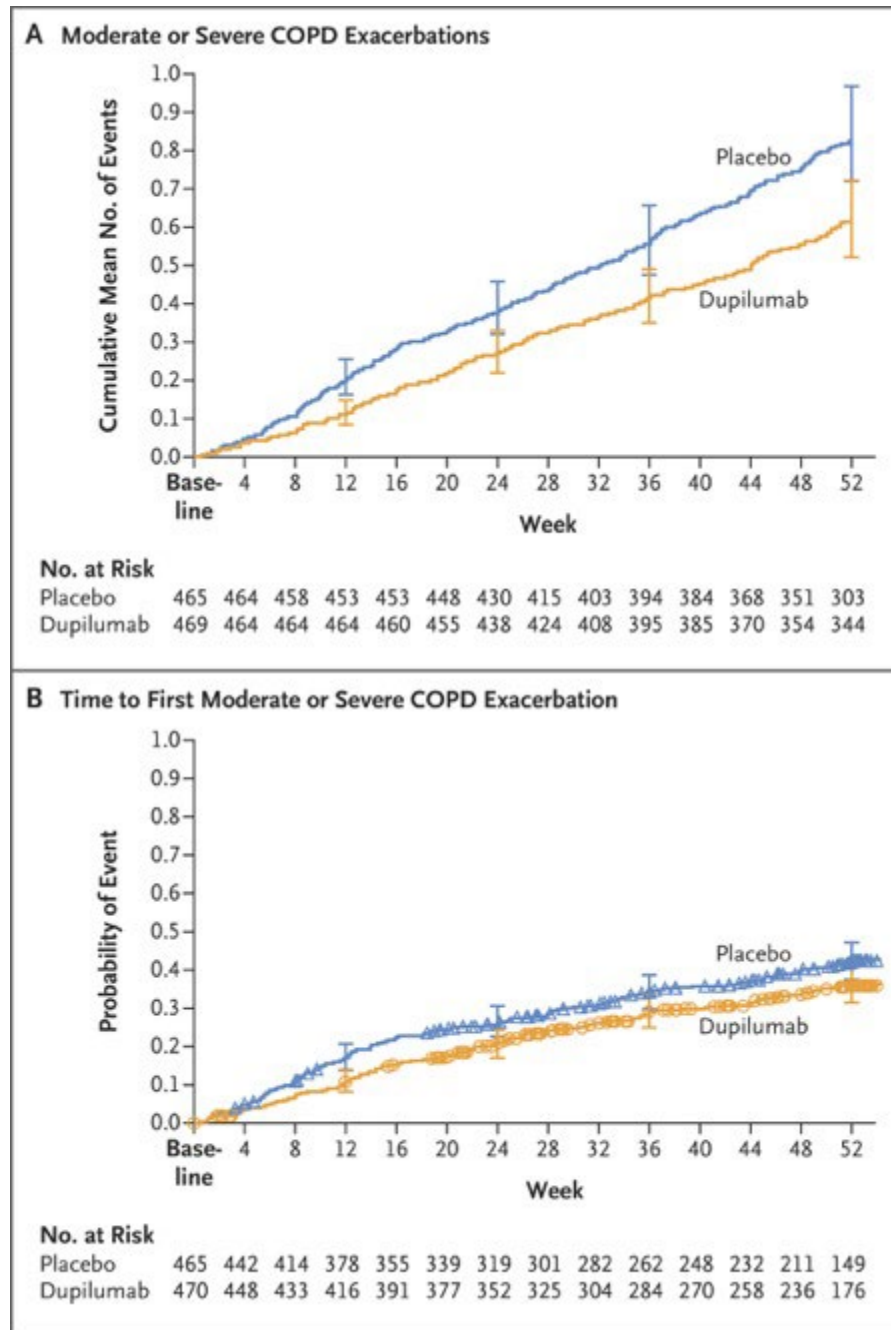 A Moderate or Severe COPD Exacerbations
1.0
0.9
0.8
0.7
0.6
0.5
0.4
0.3
0.2
0.1
0.0
Cumulative Mean No. of Events
Placebo
Dupilumab
Base-
line
4 8 12 16 20 24 28 32 36 40 44 48 52
Week
No. at Risk
Placebo 465 464 458 453 453 448 430 415 403 394 384 368 351 303
Dupilumab 469 464 464 464 460 455 438 424 408 395 385 370 354 344
B Time to First Moderate or Severe COPD Exacerbation
1.0
0.9
0.8
0.7
0.6
0.5
0.4
0.3
0.2
0.1
0.0
Probability of Event
Placebo
Dupilumab
Base-
line
4 8 12 16 20 24 28 32 36 40 44 48 52
Week
No. at Risk
Placebo 465 442 414 378 355 339 319 301 282 262 248 232 211 149
Dupilumab 470 448 433 416 391 377 352 325 304 284 270 258 236 176